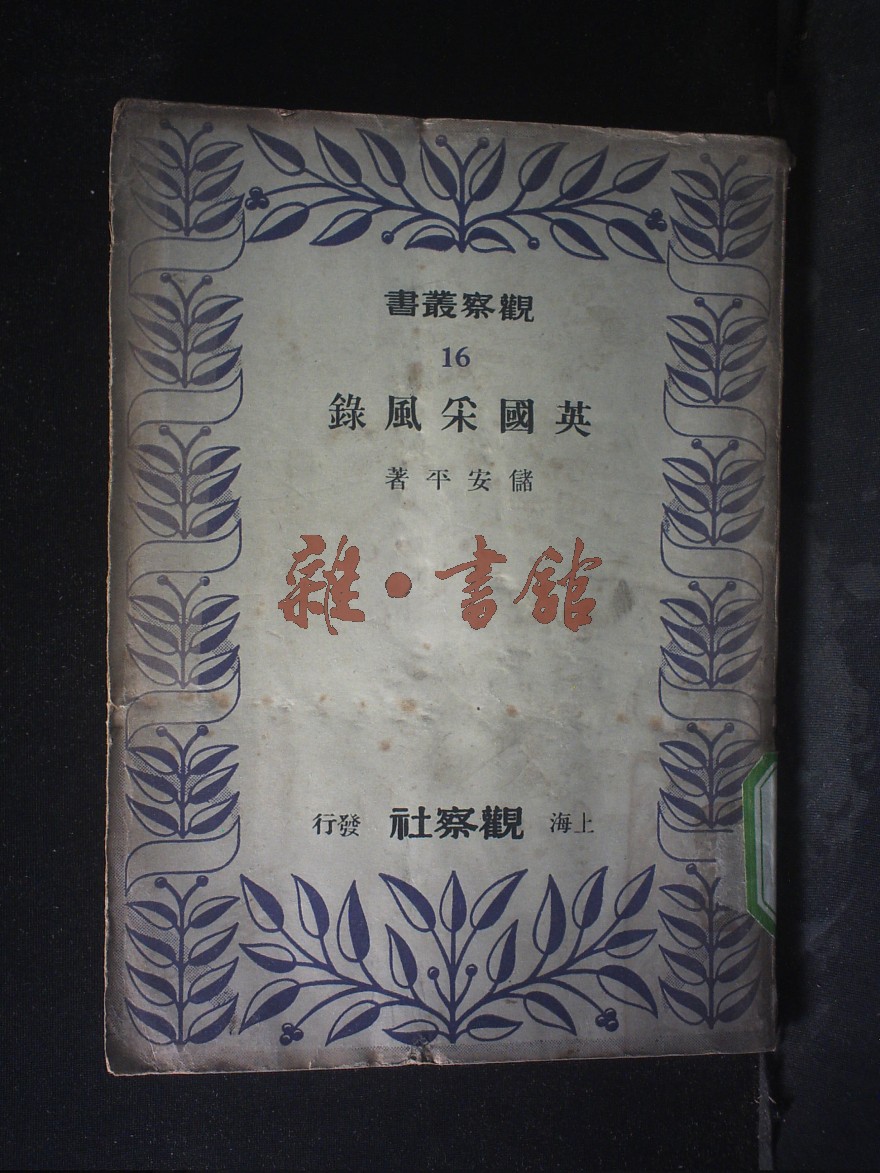 觀察叢書
16
英國采風錄
儲安平著
雜·書館
上海 觀察社 發行